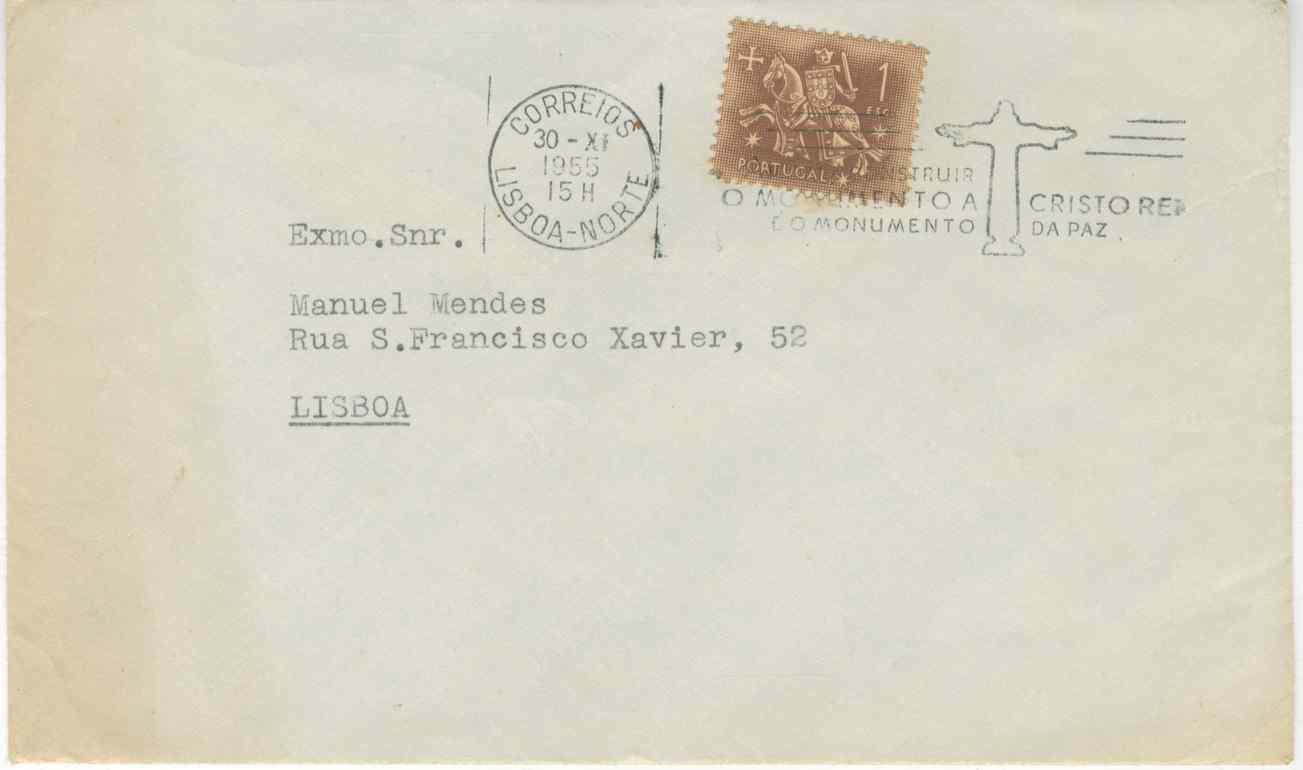 CORREIOS
30 - XI
1955
15 H
LISBOA-NORTE
1
ESC
PORTUGAL
O MONUMENTO A CRISTO REI
É O MONUMENTO DA PAZ
Exmo.Snr.
Manuel Mendes
Rua S.Francisco Xavier, 52
LISBOA